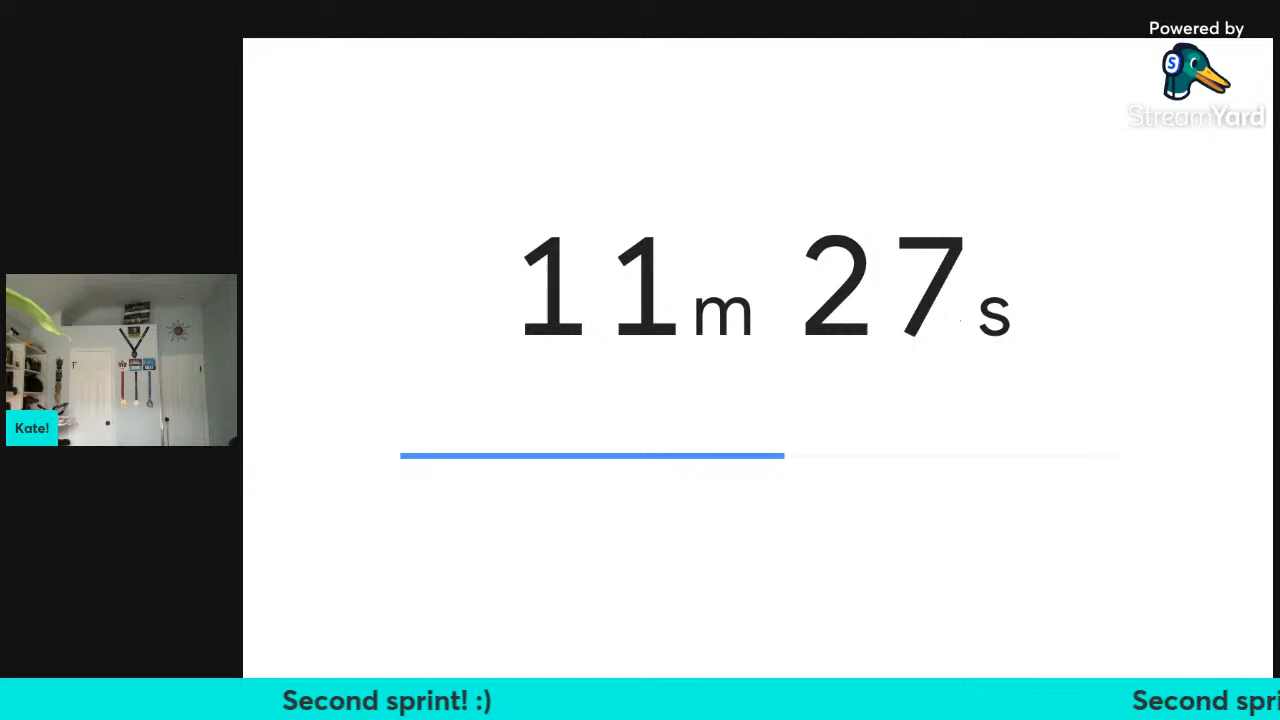 Powered by
S
StreamYard
11m 27s
Kate!
Second sprint! :)
Second spri